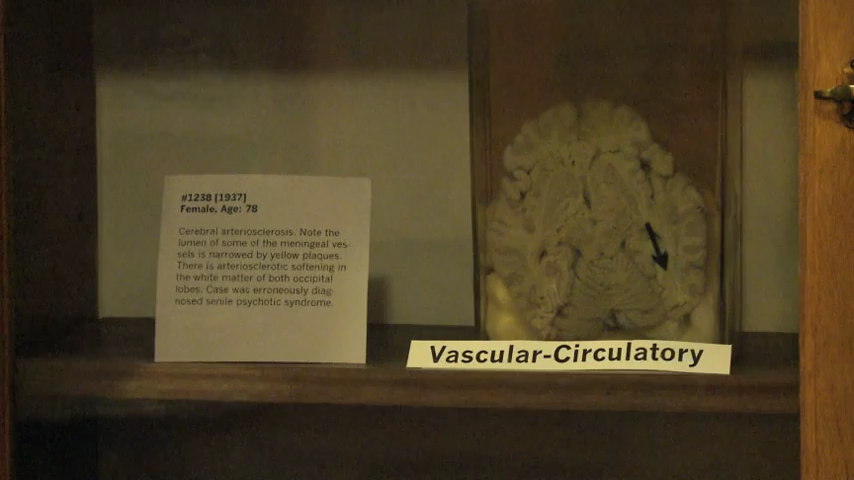 #1238 [1937]
Female, Age: 78
Cerebral arteriosclerosis. Note the
lumen of some of the meningeal ves-
sels is narrowed by yellow plaques.
There is arteriosclerotic softening in
the white matter of both occipital
lobes. Case was erroneously diag-
nosed senile psychotic syndrome.
Vascular-Circulatory